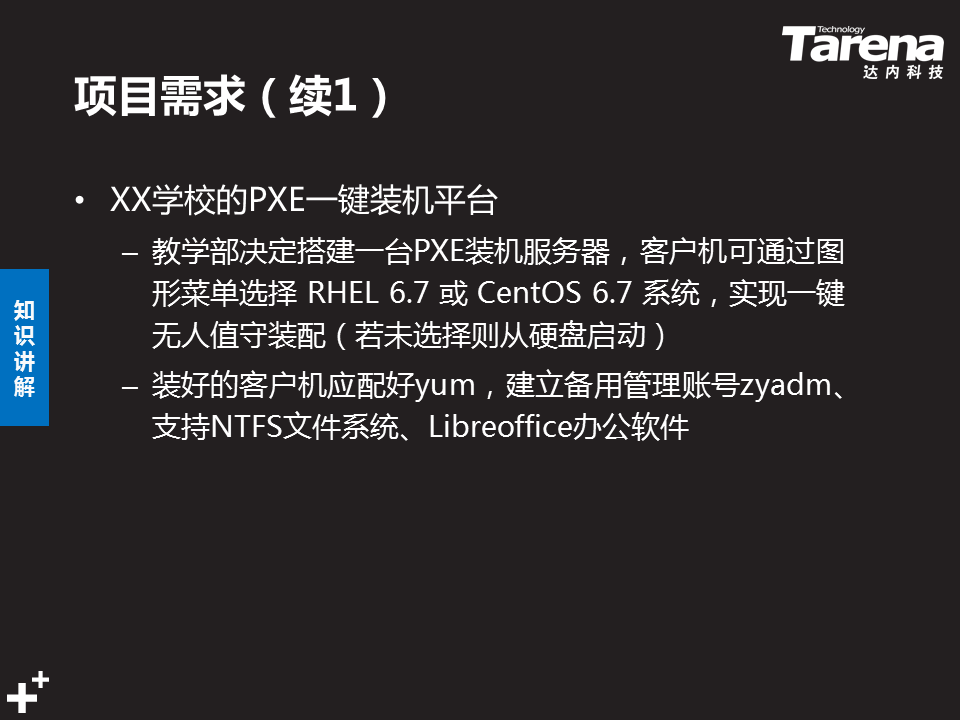 Technology
Tarena
达内科技
项目需求（续1）
• XX学校的PXE一键装机平台
– 教学部决定搭建一台PXE装机服务器，客户机可通过图
形菜单选择 RHEL 6.7 或 CentOS 6.7 系统，实现一键
无人值守装配（若未选择则从硬盘启动）
– 装好的客户机应配好yum，建立备用管理账号zyadm、
支持NTFS文件系统、Libreoffice办公软件
知
识
讲
解